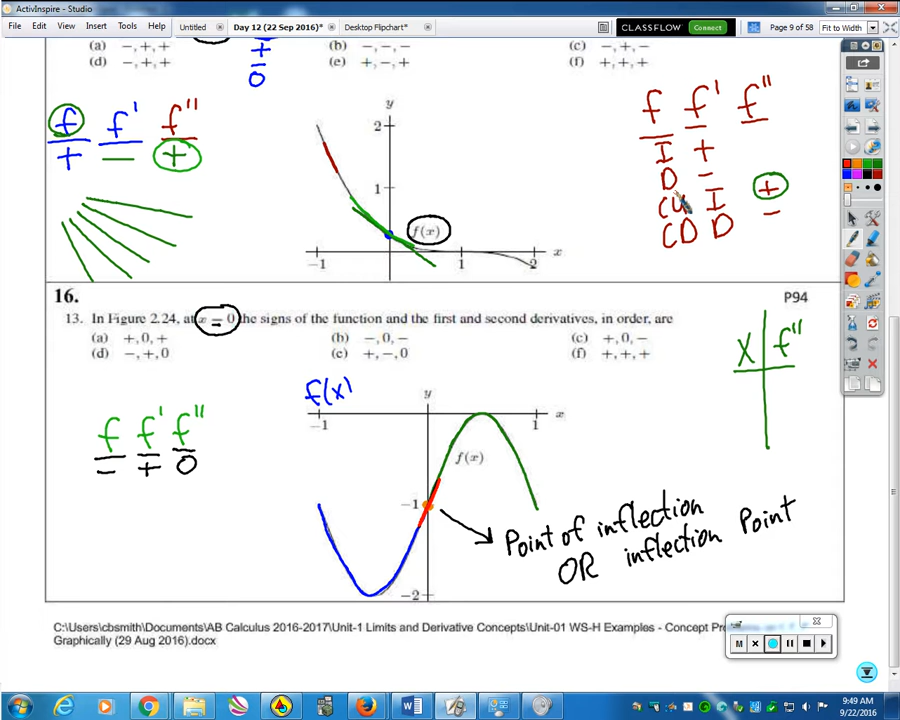 ActivInspire - Studio
File Edit View Insert Tools Help
Untitled Day 12 (22 Sep 2016)* Desktop Flipchart*
CLASSFLOW Connect
Page 9 of 58 Fit to Width
(a) −, +, + (b) −, −, − (c) −, +, −
(d) −, +, + (e) +, −, + (f) +, +, +
+
0
f f' f''
+ − +
y
2
1
f(x)
−1 1 2 x
f f' f''
I +
D −
CU I +
CD D −
16. P94
13. In Figure 2.24, at x = 0 the signs of the function and the first and second derivatives, in order, are
(a) +, 0, + (b) −, 0, − (c) +, 0, −
(d) −, +, 0 (e) +, −, 0 (f) +, +, +
x f''
f(x)
y
−1 1 x
f f' f''
− + 0
f(x)
−1
−2
Point of inflection
OR inflection Point
C:\Users\cbsmith\Documents\AB Calculus 2016-2017\Unit-1 Limits and Derivative Concepts\Unit-01 WS-H Examples - Concept
Graphically (29 Aug 2016).docx
M
9:49 AM
9/22/2016